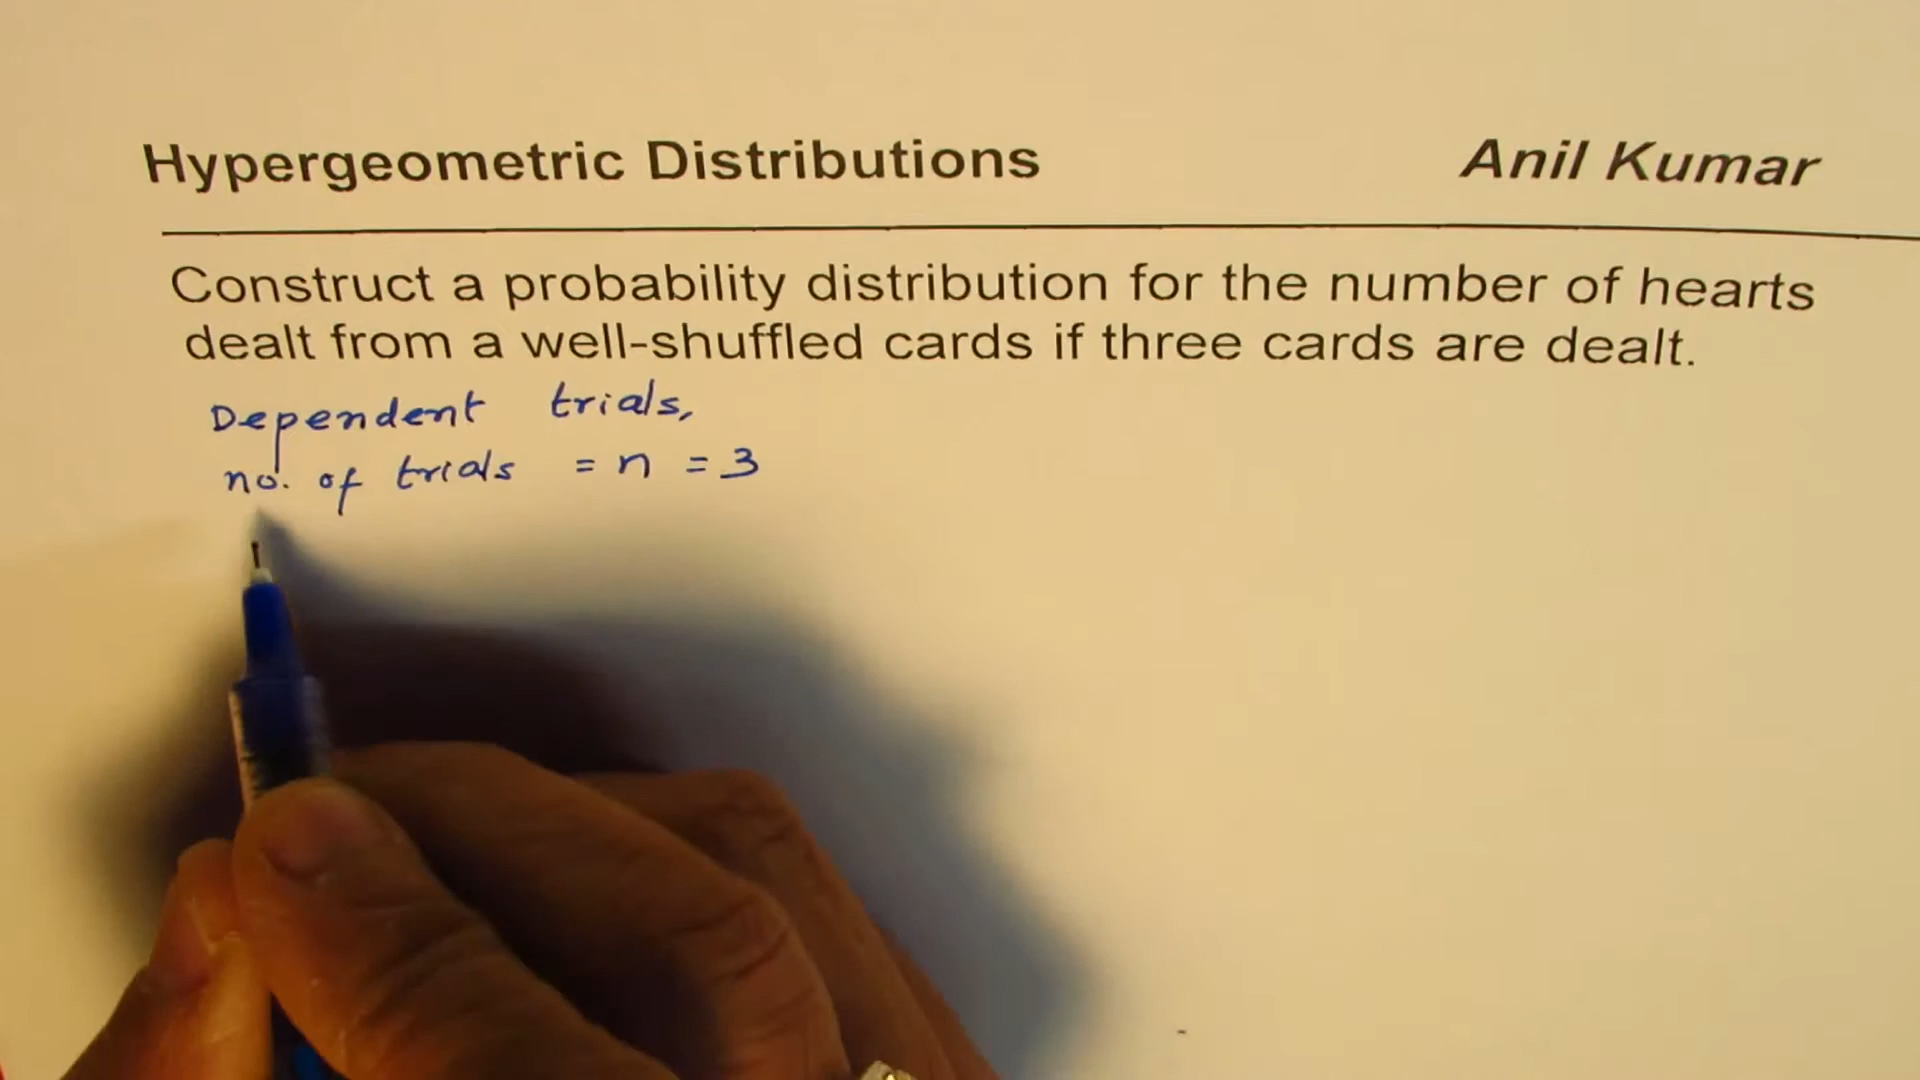 Hypergeometric Distributions Anil Kumar
Construct a probability distribution for the number of hearts
dealt from a well-shuffled cards if three cards are dealt.
Dependent trials,
no. of trials = n = 3